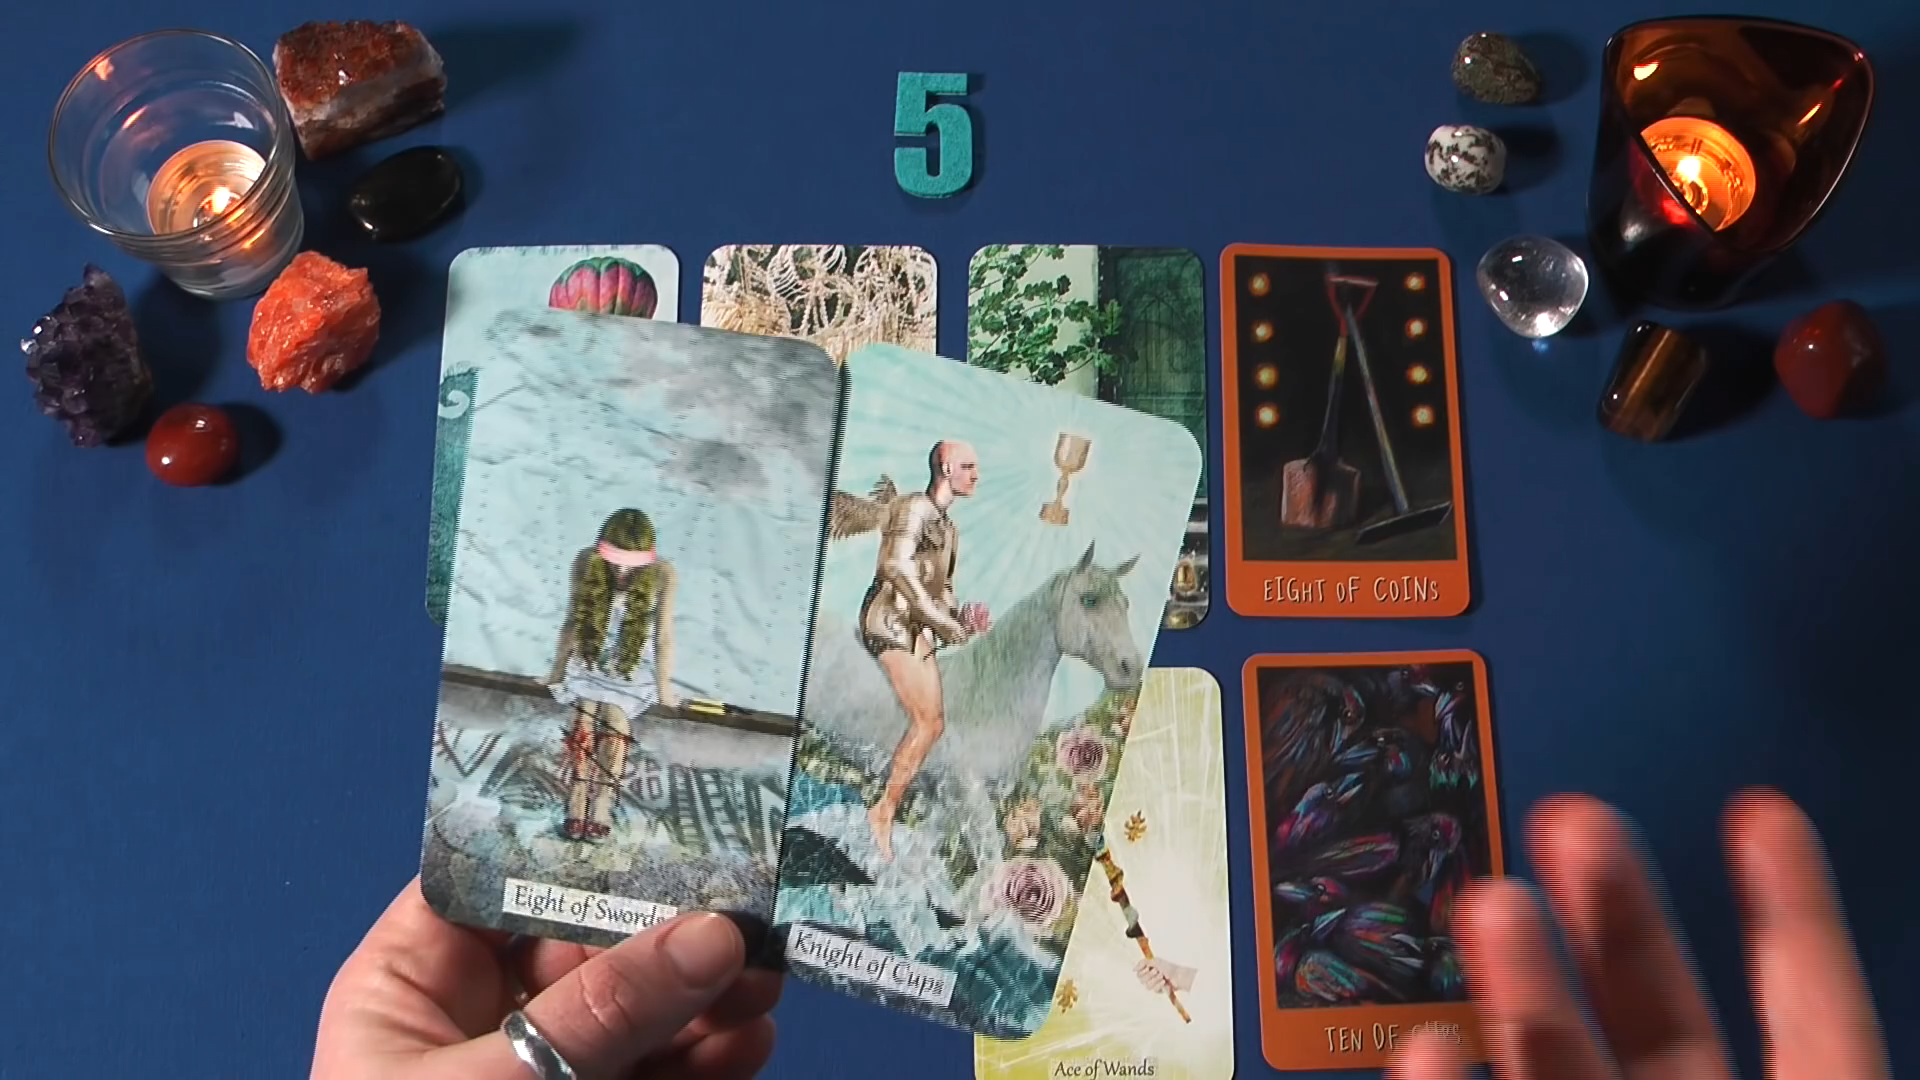 5
EIGHT OF COINS
Eight of Swords
Knight of Cups
TEN OF
Ace of Wands